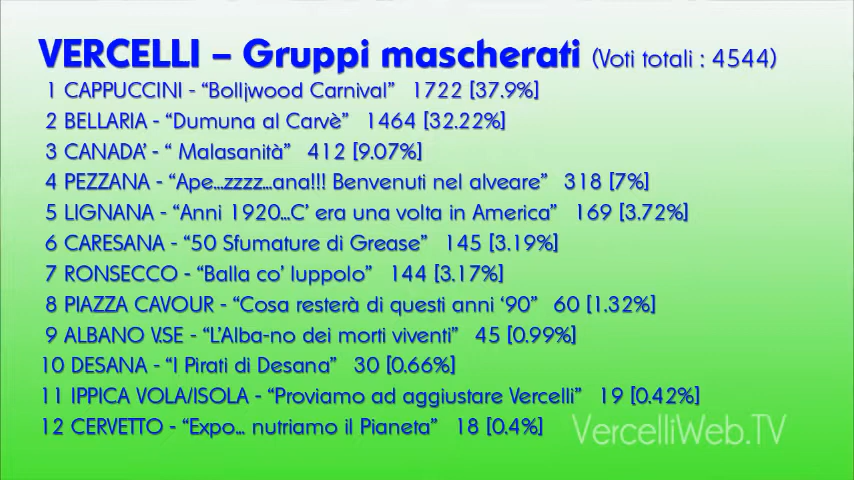 VERCELLI – Gruppi mascherati (Voti totali : 4544)
1 CAPPUCCINI - “Bolljwood Carnival” 1722 [37.9%]
2 BELLARIA - “Dumuna al Carvè” 1464 [32.22%]
3 CANADA’ - “ Malasanità” 412 [9.07%]
4 PEZZANA - “Ape...zzzz...ana!!! Benvenuti nel alveare” 318 [7%]
5 LIGNANA - “Anni 1920...C’ era una volta in America” 169 [3.72%]
6 CARESANA - “50 Sfumature di Grease” 145 [3.19%]
7 RONSECCO - “Balla co’ luppolo” 144 [3.17%]
8 PIAZZA CAVOUR - “Cosa resterà di questi anni ‘90” 60 [1.32%]
9 ALBANO V.SE - “L’Alba-no dei morti viventi” 45 [0.99%]
10 DESANA - “I Pirati di Desana” 30 [0.66%]
11 IPPICA VOLA/ISOLA - “Proviamo ad aggiustare Vercelli” 19 [0.42%]
12 CERVETTO - “Expo... nutriamo il Pianeta” 18 [0.4%]
VercelliWeb.TV